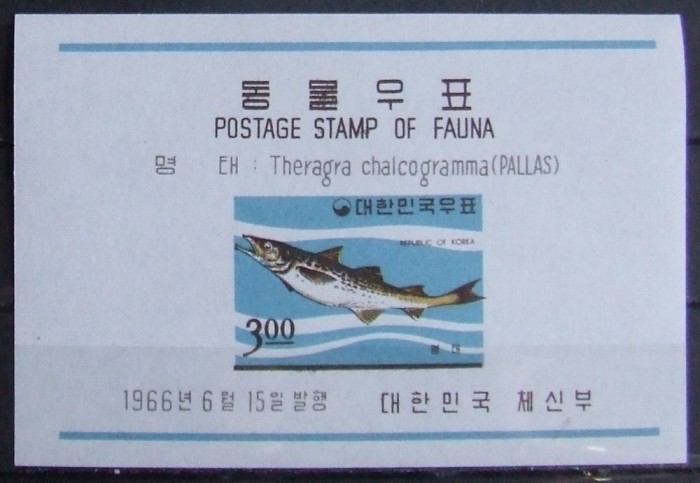 동물우표
POSTAGE STAMP OF FAUNA
명 태 : Theragra chalcogramma(PALLAS)
대한민국우표
REPUBLIC OF KOREA
3.00
명 태
1966년 6월 15일 발행 대한민국 체신부